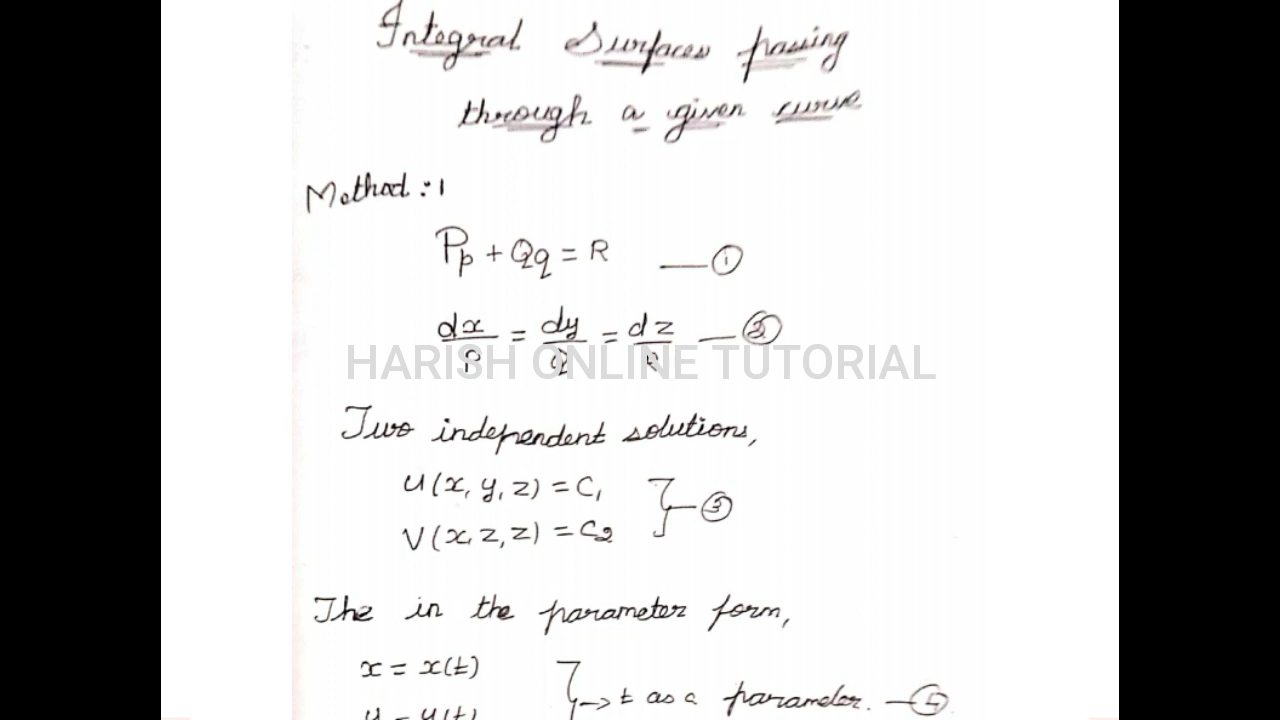 Integral Surfaces passing
through a given curve
Method : 1
Pp + Qq = R — ①
dx/P = dy/Q = dz/R — ②
HARISH ONLINE TUTORIAL
Two independent solutions,
u(x, y, z) = C₁
v(x, z, z) = C₂ } — ③
The in the parameter form,
x = x(t)
y = y(t) } → t as a parameter. — ④